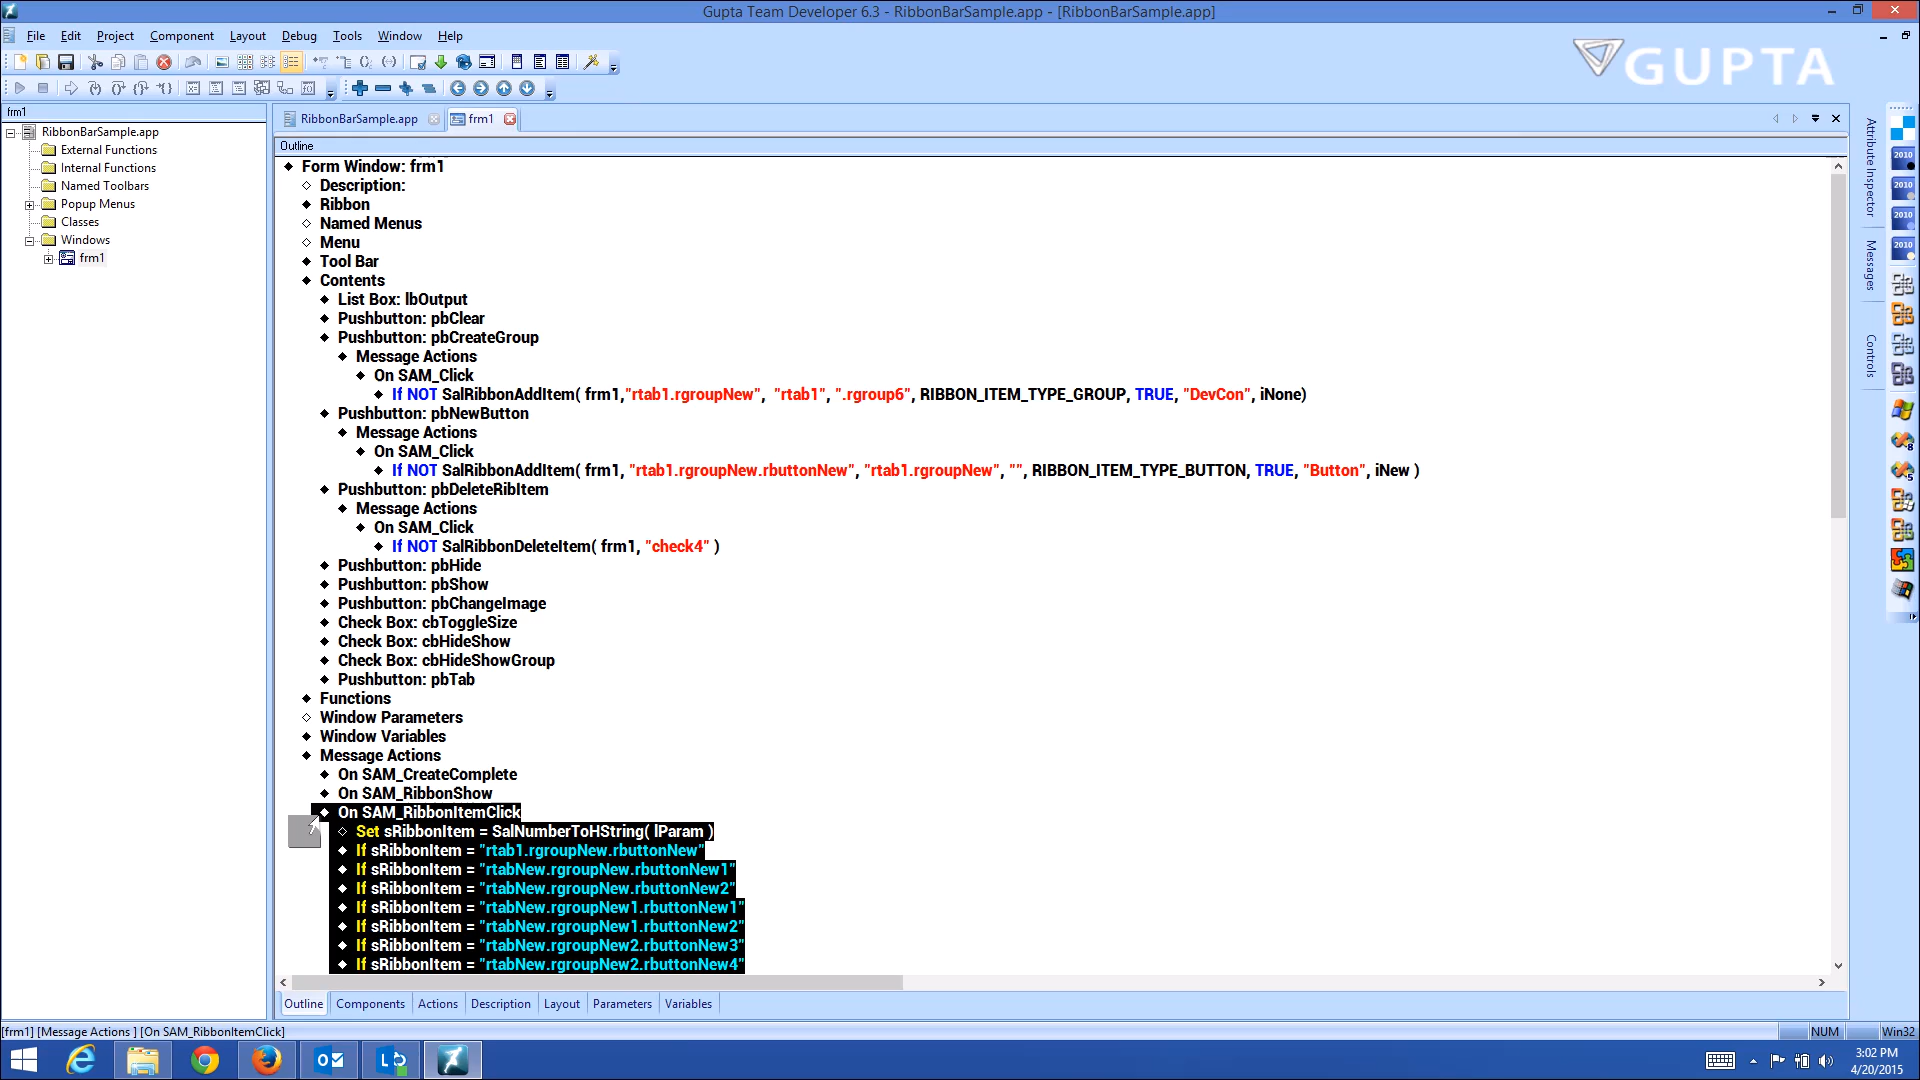 Gupta Team Developer 6.3 - RibbonBarSample.app - [RibbonBarSample.app]
File Edit Project Component Layout Debug Tools Window Help
GUPTA
frm1
RibbonBarSample.app
External Functions
Internal Functions
Named Toolbars
Popup Menus
Classes
Windows
frm1
RibbonBarSample.app frm1
Outline
Form Window: frm1
Description:
Ribbon
Named Menus
Menu
Tool Bar
Contents
List Box: lbOutput
Pushbutton: pbClear
Pushbutton: pbCreateGroup
Message Actions
On SAM_Click
If NOT SalRibbonAddItem( frm1,"rtab1.rgroupNew", "rtab1", ".rgroup6", RIBBON_ITEM_TYPE_GROUP, TRUE, "DevCon", iNone)
Pushbutton: pbNewButton
Message Actions
On SAM_Click
If NOT SalRibbonAddItem( frm1, "rtab1.rgroupNew.rbuttonNew", "rtab1.rgroupNew", "", RIBBON_ITEM_TYPE_BUTTON, TRUE, "Button", iNew )
Pushbutton: pbDeleteRibItem
Message Actions
On SAM_Click
If NOT SalRibbonDeleteItem( frm1, "check4" )
Pushbutton: pbHide
Pushbutton: pbShow
Pushbutton: pbChangeImage
Check Box: cbToggleSize
Check Box: cbHideShow
Check Box: cbHideShowGroup
Pushbutton: pbTab
Functions
Window Parameters
Window Variables
Message Actions
On SAM_CreateComplete
On SAM_RibbonShow
On SAM_RibbonItemClick
Set sRibbonItem = SalNumberToHString( lParam )
If sRibbonItem = "rtab1.rgroupNew.rbuttonNew"
If sRibbonItem = "rtabNew.rgroupNew.rbuttonNew1"
If sRibbonItem = "rtabNew.rgroupNew.rbuttonNew2"
If sRibbonItem = "rtabNew.rgroupNew1.rbuttonNew1"
If sRibbonItem = "rtabNew.rgroupNew1.rbuttonNew2"
If sRibbonItem = "rtabNew.rgroupNew2.rbuttonNew3"
If sRibbonItem = "rtabNew.rgroupNew2.rbuttonNew4"
Outline Components Actions Description Layout Parameters Variables
Attribute Inspector
Messages
Controls
2010
2010
2010
2010
[frm1] [Message Actions ] [On SAM_RibbonItemClick]
NUM Win32
3:02 PM
4/20/2015